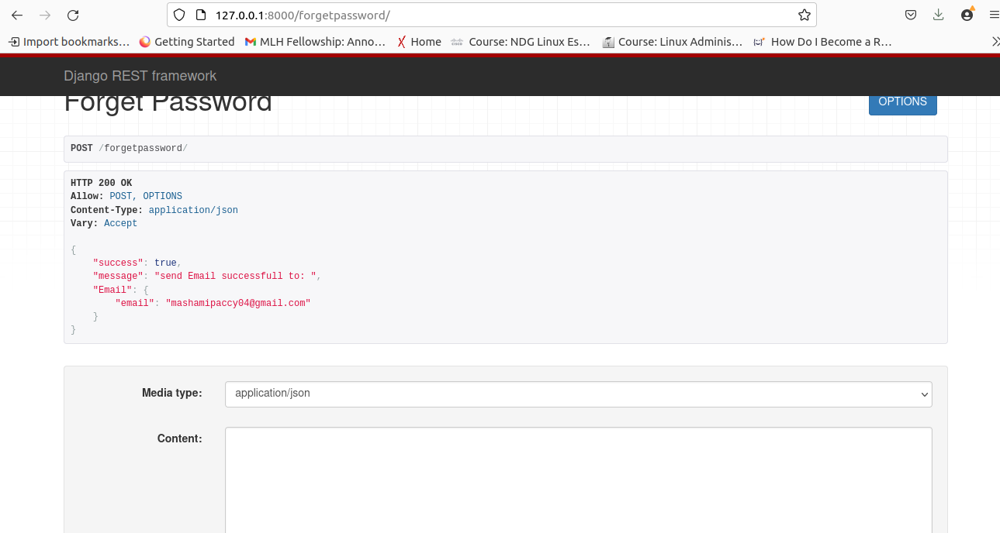 127.0.0.1:8000/forgetpassword/
Import bookmarks… Getting Started MLH Fellowship: Anno… Home Course: NDG Linux Es… Course: Linux Adminis… How Do I Become a R…
Django REST framework
Forget Password
OPTIONS
POST /forgetpassword/
HTTP 200 OK
Allow: POST, OPTIONS
Content-Type: application/json
Vary: Accept
{
"success": true,
"message": "send Email successfull to: ",
"Email": {
"email": "mashamipaccy04@gmail.com"
}
}
Media type: application/json
Content: